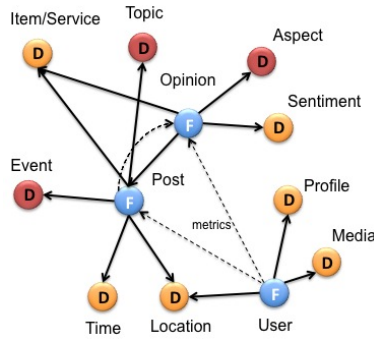 Item/Service
Topic
Aspect
D
D
D
Opinion
F
D
Sentiment
Event
D
Post
F
Profile
D
metrics
Media
D
D
D
F
Time
Location
User